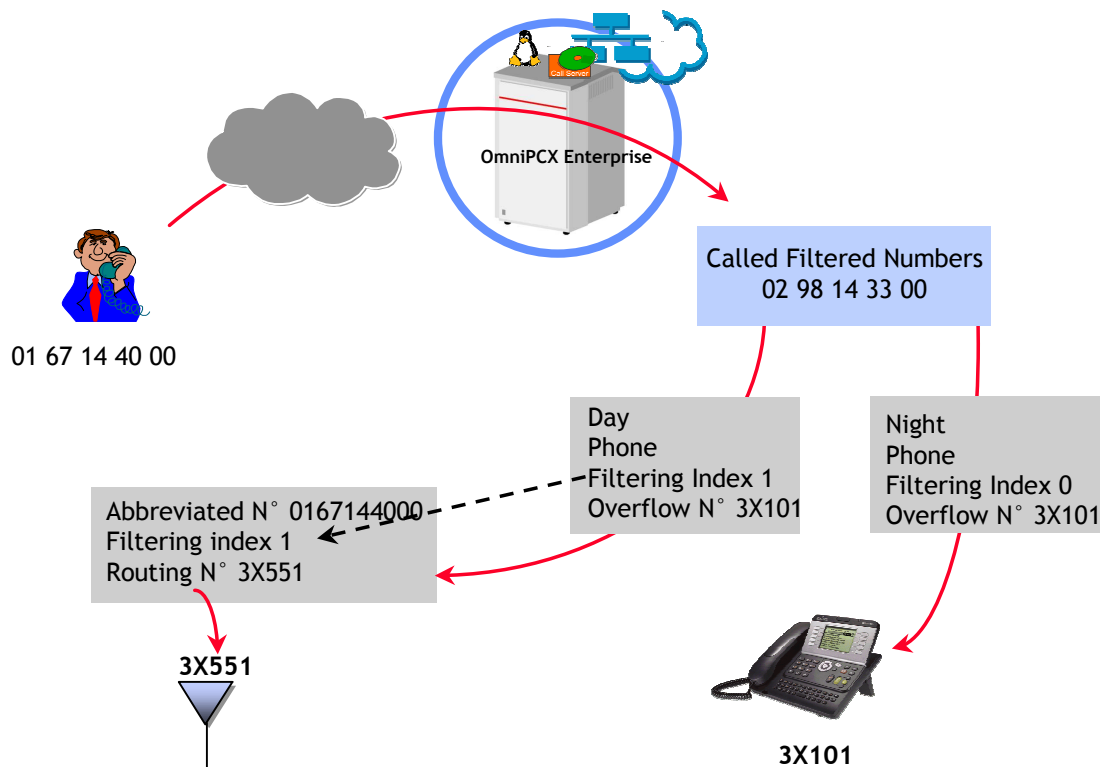 Call Server
OmniPCX Enterprise
Called Filtered Numbers
02 98 14 33 00
01 67 14 40 00
Day
Phone
Filtering Index 1
Overflow N° 3X101
Night
Phone
Filtering Index 0
Overflow N° 3X101
Abbreviated N° 0167144000
Filtering index 1
Routing N° 3X551
3X551
3X101